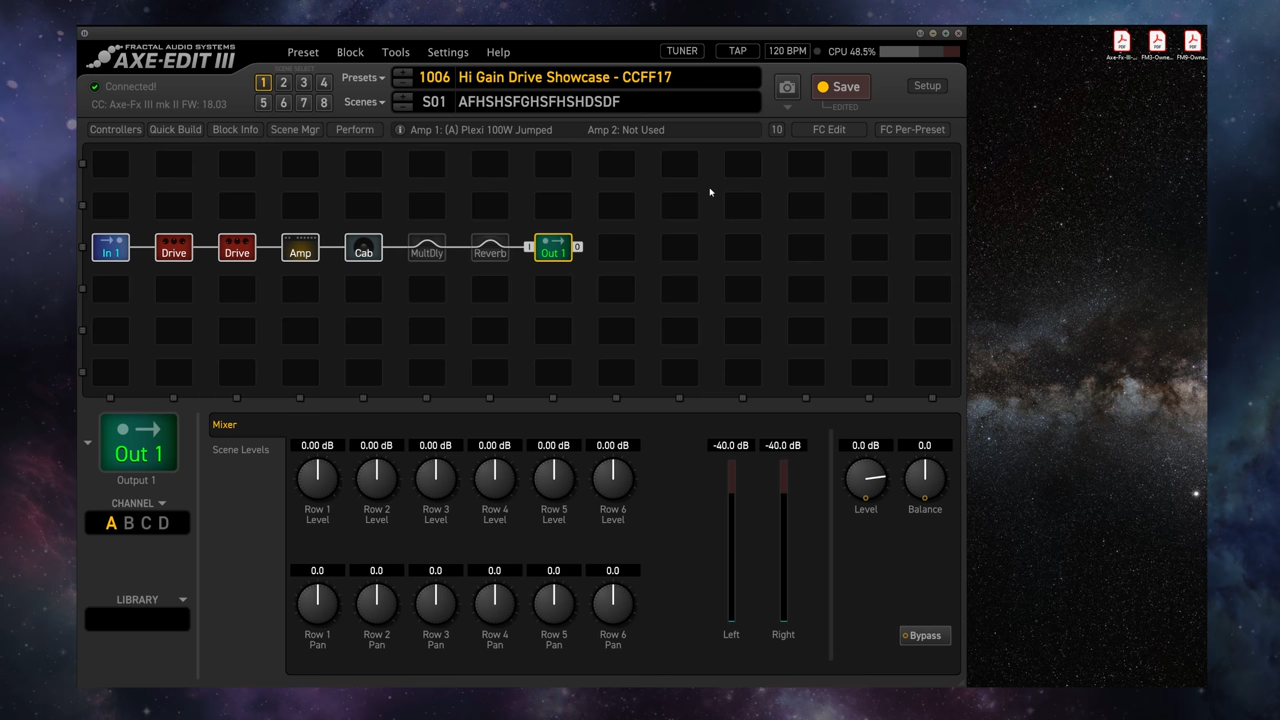 FRACTAL AUDIO SYSTEMS
AXE-EDIT III
Preset Block Tools Settings Help
TUNER TAP 120 BPM CPU 48.5%
SCENE SELECT
1 2 3 4
5 6 7 8
Presets 1006 Hi Gain Drive Showcase - CCFF17
Scenes S01 AFHSHSFGHSFHSHDSDF
Save
EDITED
Setup
Connected!
CC: Axe-Fx III mk II FW: 18.03
Controllers Quick Build Block Info Scene Mgr Perform Amp 1: (A) Plexi 100W Jumped Amp 2: Not Used 10 FC Edit FC Per-Preset
In 1 Drive Drive Amp Cab MultDly Reverb I Out 1 O
Out 1
Output 1
CHANNEL
A B C D
LIBRARY
Mixer
Scene Levels
0.00 dB 0.00 dB 0.00 dB 0.00 dB 0.00 dB 0.00 dB -40.0 dB -40.0 dB 0.0 dB 0.0
Row 1 Level Row 2 Level Row 3 Level Row 4 Level Row 5 Level Row 6 Level Level Balance
0.0 0.0 0.0 0.0 0.0 0.0
Row 1 Pan Row 2 Pan Row 3 Pan Row 4 Pan Row 5 Pan Row 6 Pan Left Right
Bypass
Axe-Fx-III-... FM3-Owne... FM9-Owne...